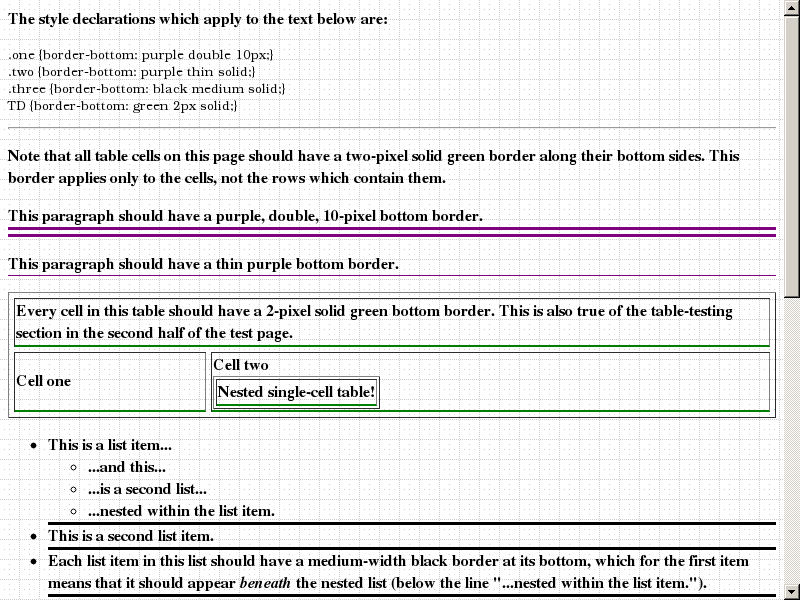 The style declarations which apply to the text below are:
.one {border-bottom: purple double 10px;}
.two {border-bottom: purple thin solid;}
.three {border-bottom: black medium solid;}
TD {border-bottom: green 2px solid;}
Note that all table cells on this page should have a two-pixel solid green border along their bottom sides. This
border applies only to the cells, not the rows which contain them.
This paragraph should have a purple, double, 10-pixel bottom border.
This paragraph should have a thin purple bottom border.
Every cell in this table should have a 2-pixel solid green bottom border. This is also true of the table-testing
section in the second half of the test page.
Cell one
Cell two
Nested single-cell table!
This is a list item...
...and this...
...is a second list...
...nested within the list item.
This is a second list item.
Each list item in this list should have a medium-width black border at its bottom, which for the first item
means that it should appear beneath the nested list (below the line "...nested within the list item.").